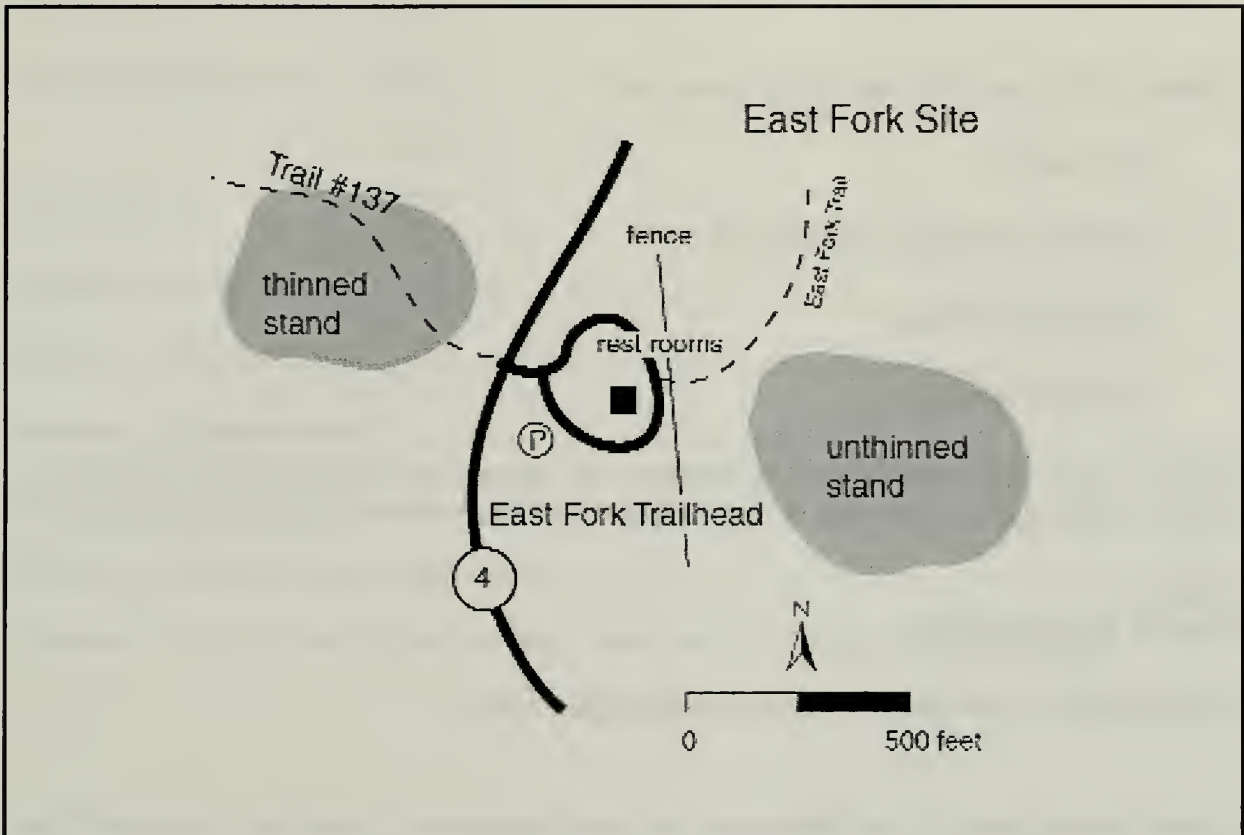 East Fork Site
Trail #137
East Fork Trail
fence
thinned
stand
rest rooms
unthinned
stand
P
East Fork Trailhead
4
N
0 500 feet